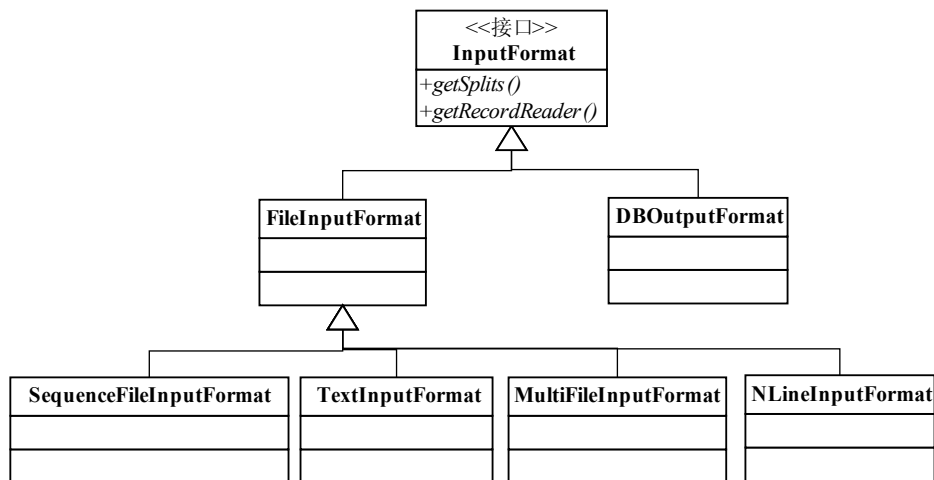 <<接口>>
InputFormat
+getSplits()
+getRecordReader()
FileInputFormat
DBOutputFormat
SequenceFileInputFormat
TextInputFormat
MultiFileInputFormat
NLineInputFormat